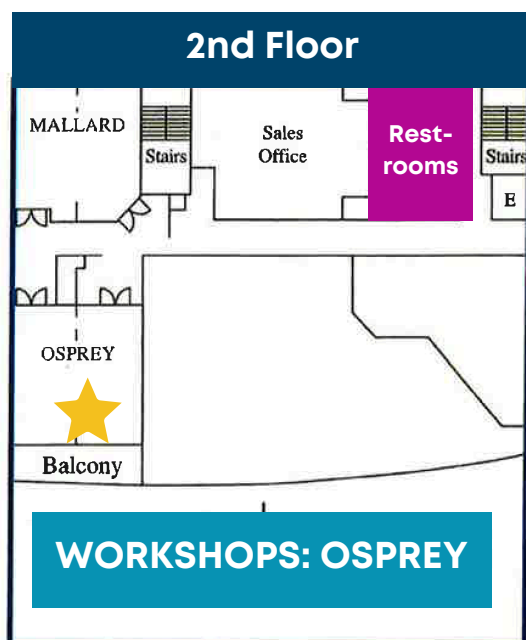 2nd Floor
MALLARD
Stairs
Sales
Office
Rest-
rooms
Stairs
E
OSPREY
Balcony
WORKSHOPS: OSPREY